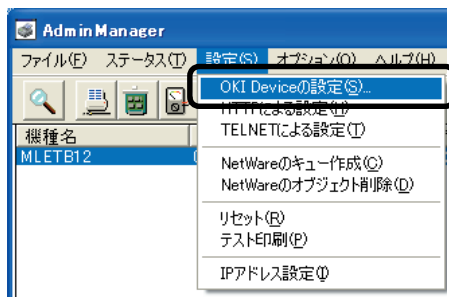 AdminManager
ファイル(F) ステータス(T) 設定(S) オプション(O) ヘルプ(H)
OKI Deviceの設定(S)...
HTTPによる設定(H)
TELNETによる設定(T)
機種名
MLETB12
NetWareのキュー作成(C)
NetWareのオブジェクト削除(D)
リセット(R)
テスト印刷(P)
IPアドレス設定(I)